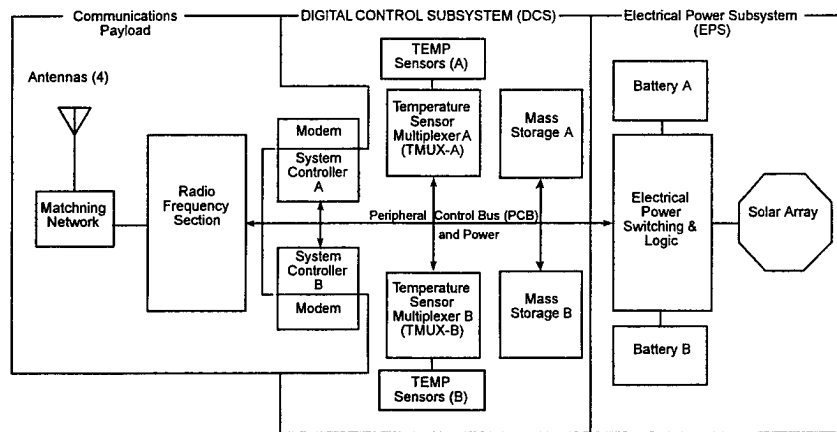 Communications
Payload
DIGITAL CONTROL SUBSYSTEM (DCS)
Electrical Power Subsystem
(EPS)
Antennas (4)
Matchning
Network
Radio
Frequency
Section
Modem
System
Controller
A
System
Controller
B
Modem
TEMP
Sensors (A)
Temperature
Sensor
Multiplexer A
(TMUX-A)
Mass
Storage A
Peripheral Control Bus (PCB)
and Power
Temperature
Sensor
Multiplexer B
(TMUX-B)
TEMP
Sensors (B)
Mass
Storage B
Battery A
Electrical
Power
Switching &
Logic
Solar Array
Battery B